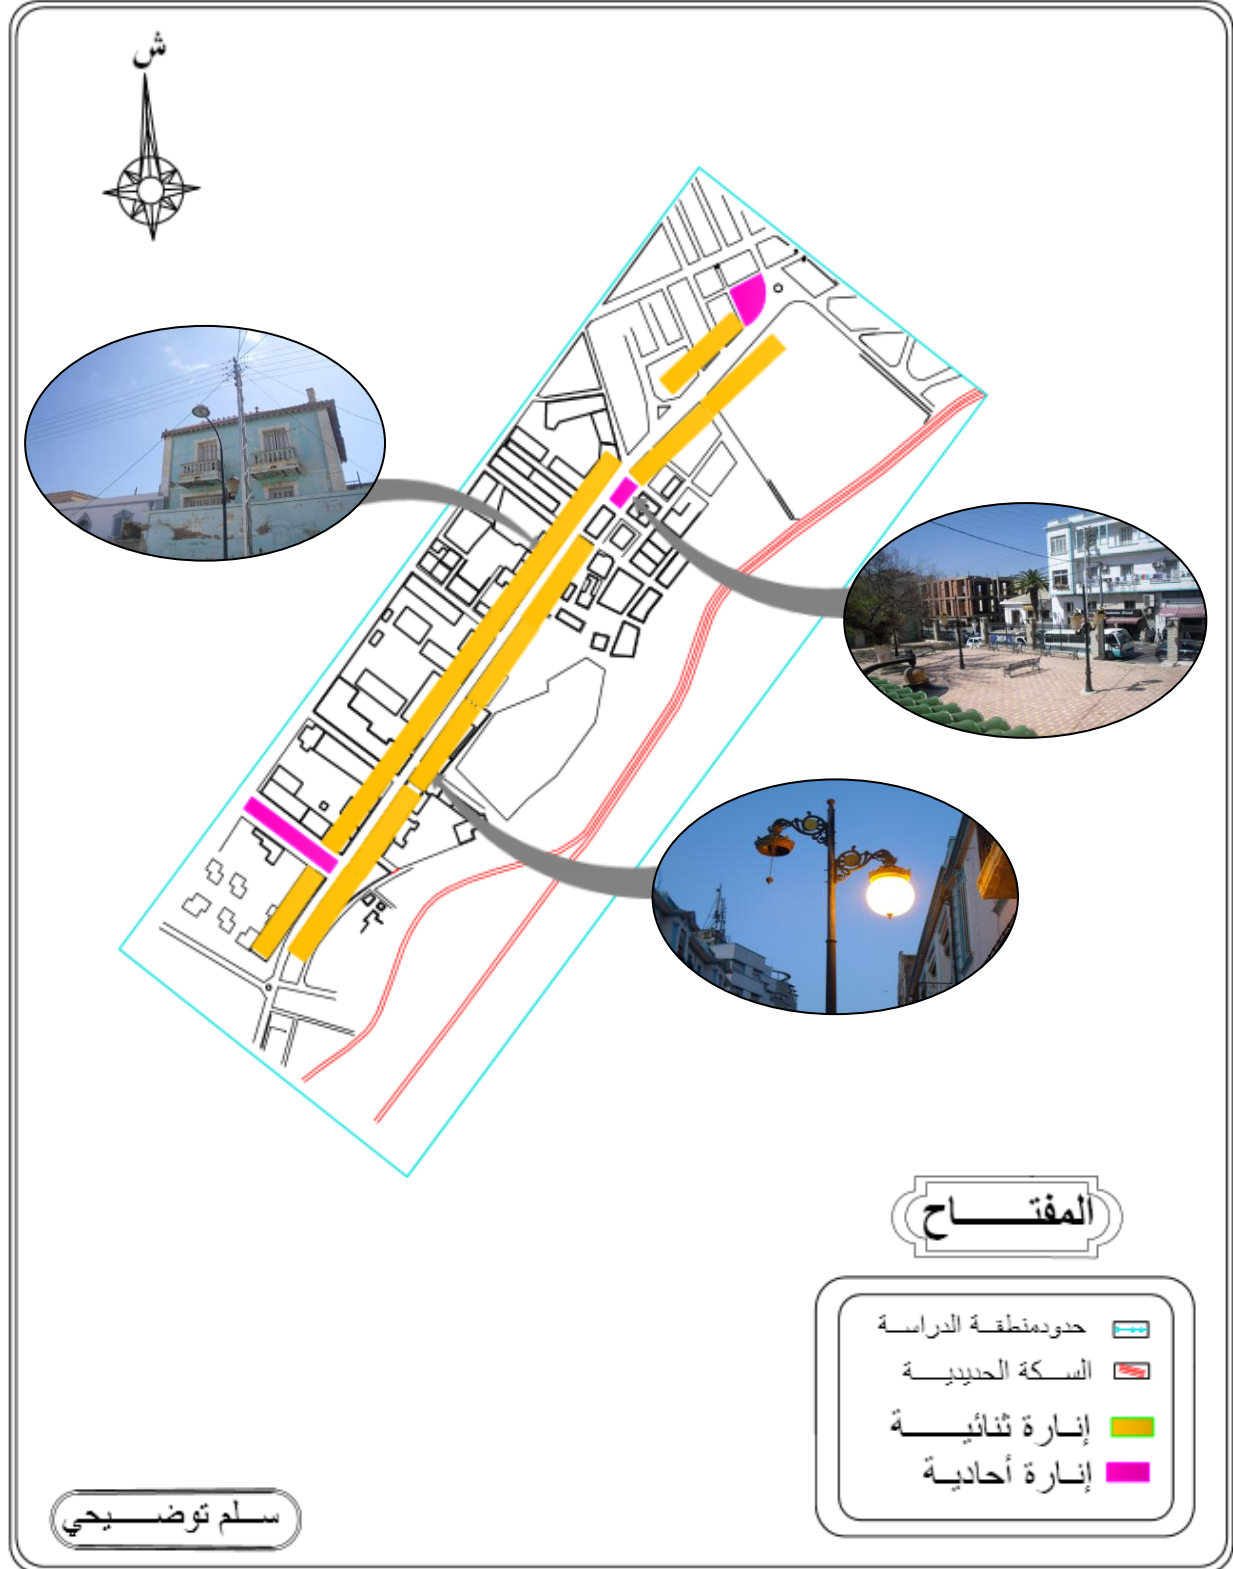 ش
المفتاح
حدودمنطقة الدراسة
السكة الحديدية
إنارة ثنائية
إنارة أحادية
سلم توضيحي